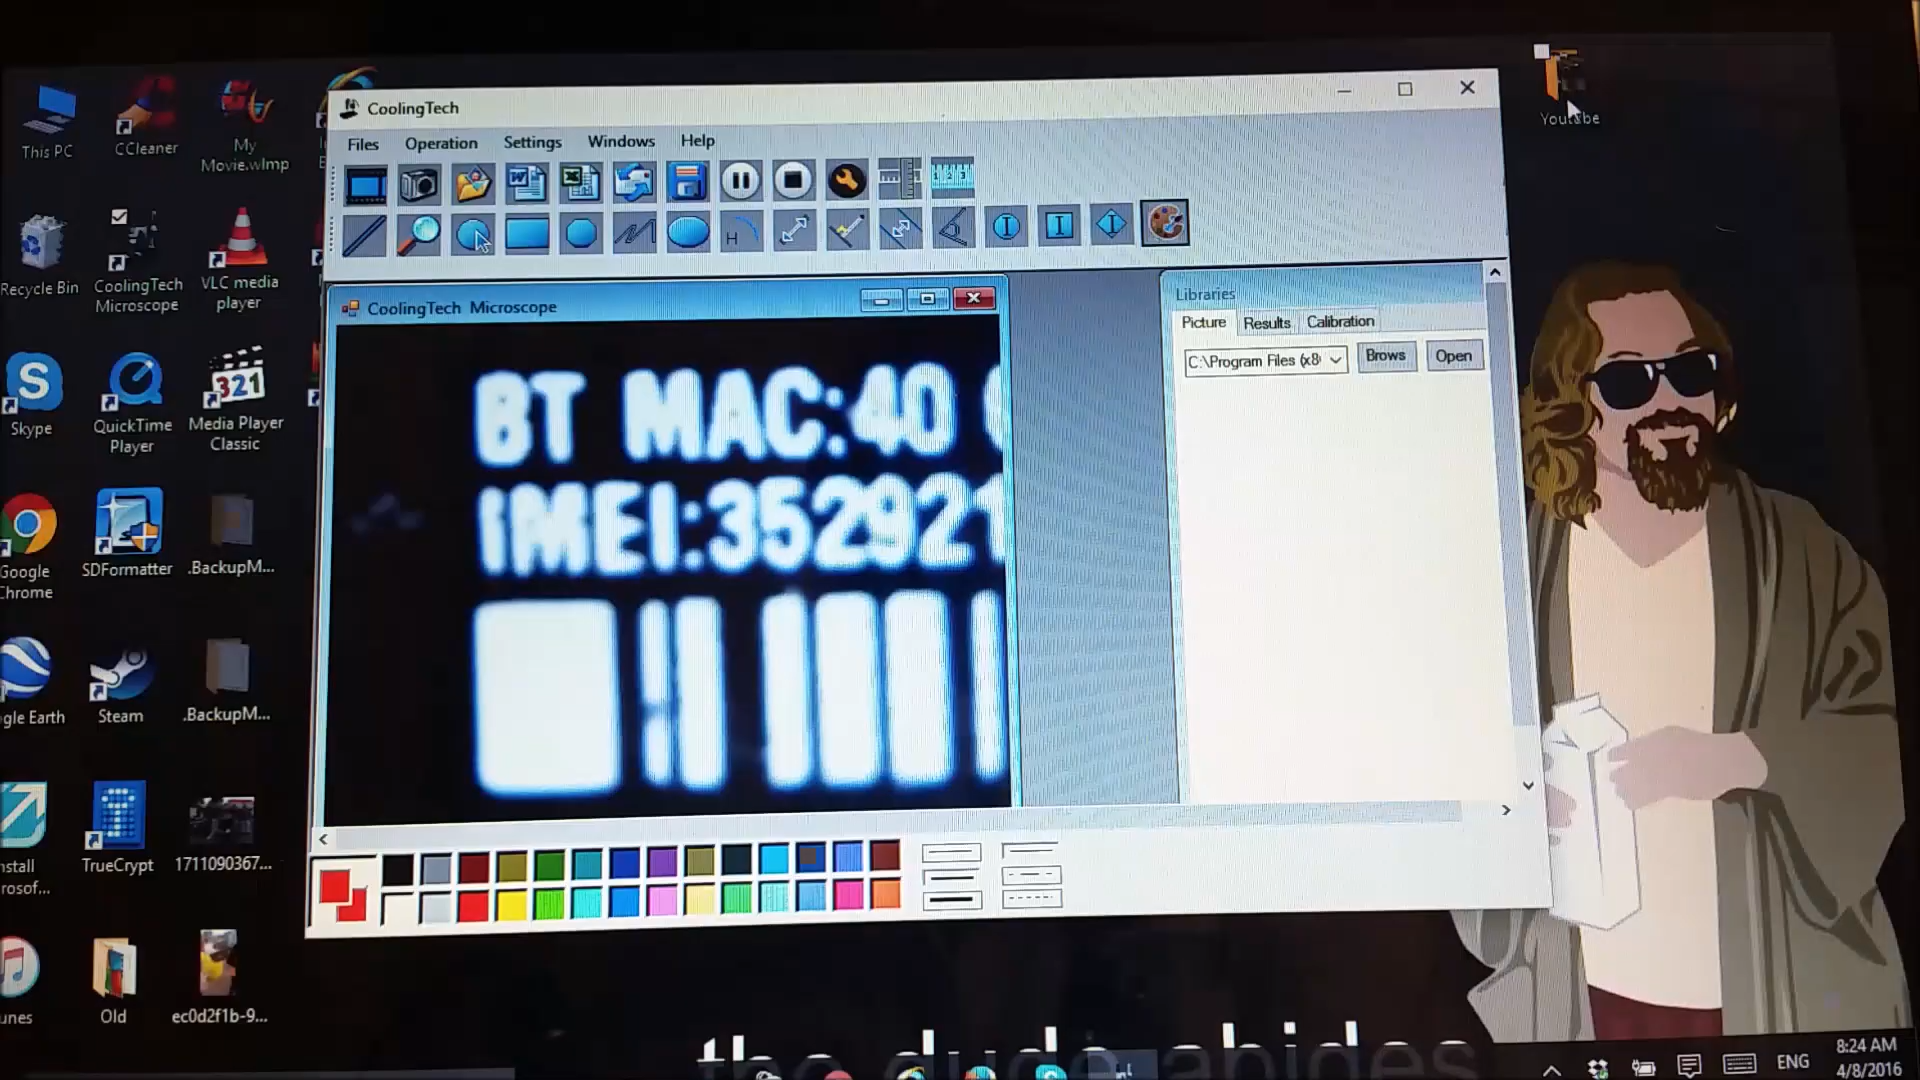 This PC
CCleaner
My
Movie.wlmp
Youtube
CoolingTech
Files Operation Settings Windows Help
Recycle Bin
CoolingTech
Microscope
VLC media
player
CoolingTech Microscope
Libraries
Picture Results Calibration
C:\Program Files (x8 Brows Open
BT MAC:40
IMEI:352921
Skype
QuickTime
Player
Media Player
Classic
321
Google
Chrome
SDFormatter
.BackupM...
gle Earth
Steam
.BackupM...
nstall
rosof...
TrueCrypt
1711090367...
unes
Old
ec0d2f1b-9...
the dude abides
ENG
8:24 AM
4/8/2016